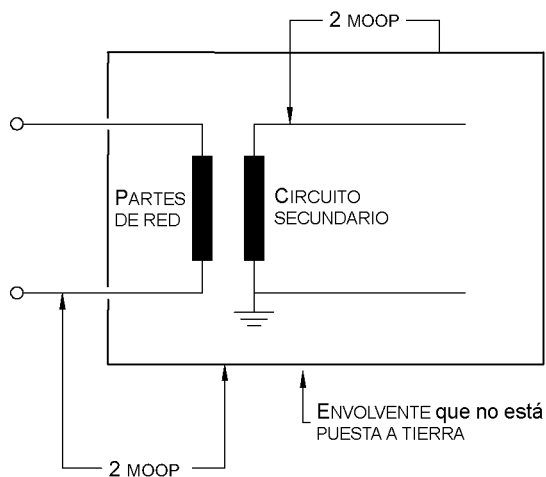 2 MOOP
PARTES
DE RED
CIRCUITO
SECUNDARIO
ENVOLVENTE que no está
PUESTA A TIERRA
2 MOOP